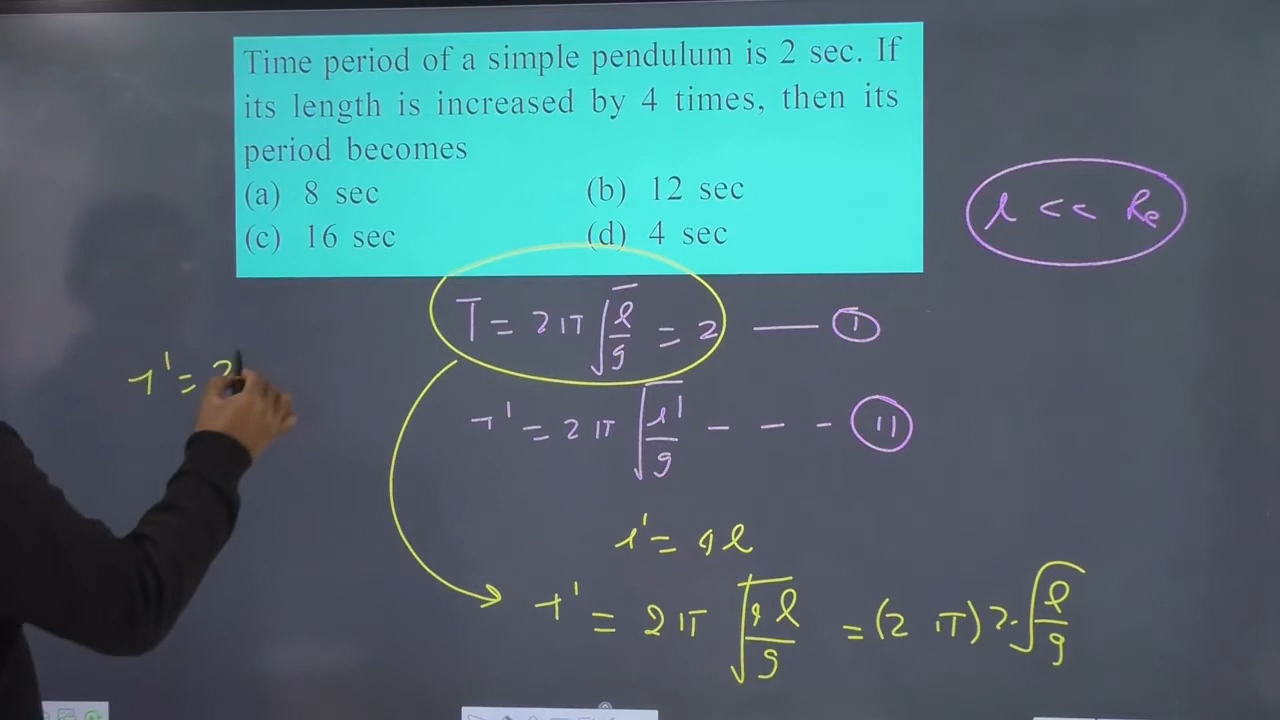 Time period of a simple pendulum is 2 sec. If
its length is increased by 4 times, then its
period becomes
(a) 8 sec (b) 12 sec
(c) 16 sec (d) 4 sec
l << Re
T = 2π √(l/g) = 2 —— I
T' = 2π √(l'/g) - - - II
T' = 2
l' = 4l
T' = 2π √(4l/g) = (2π) 2·√(l/g)